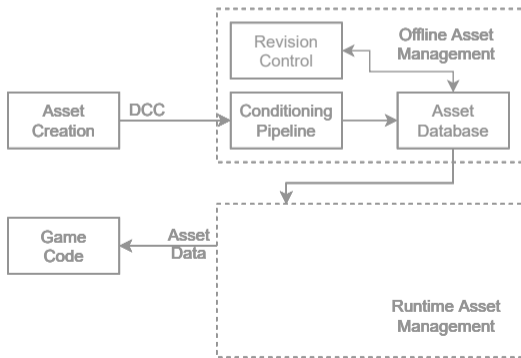 Offline Asset
Management
Revision
Control
Asset
Creation
DCC
Conditioning
Pipeline
Asset
Database
Game
Code
Asset
Data
Runtime Asset
Management